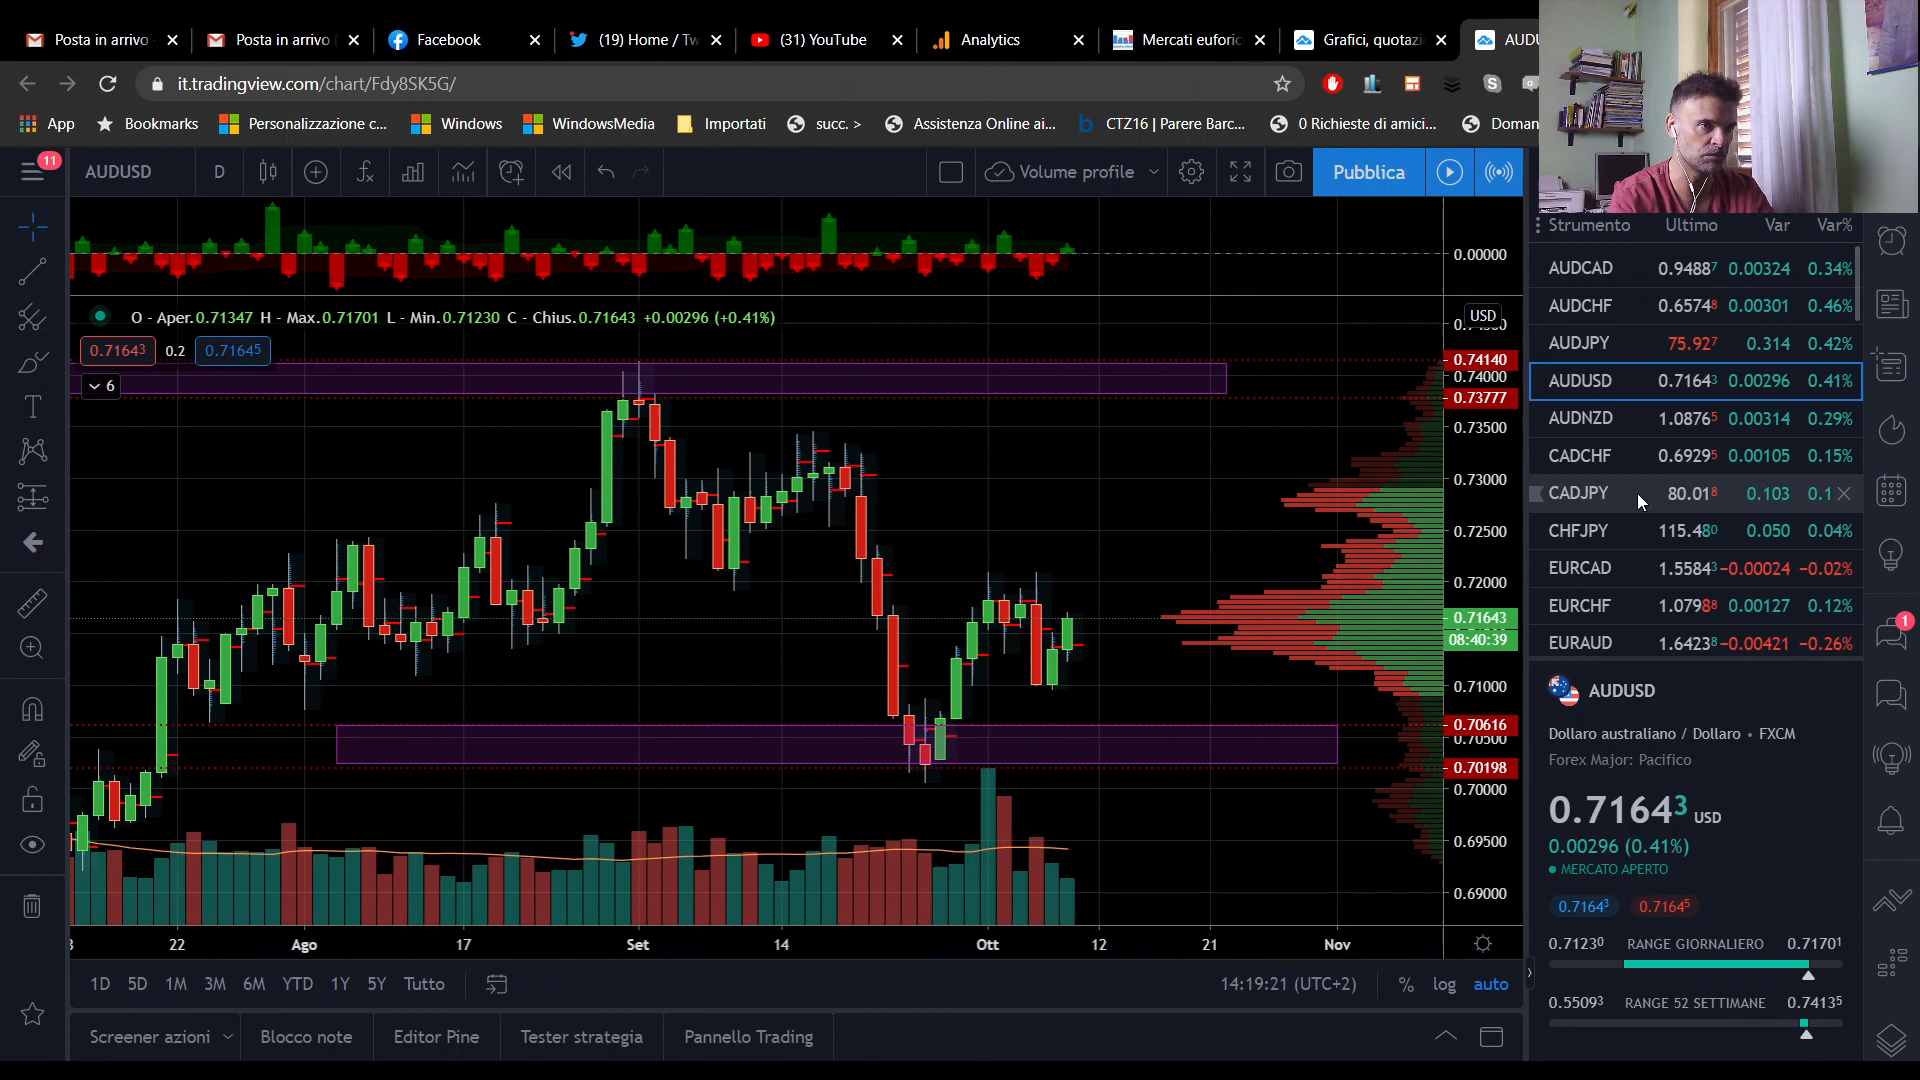 Posta in arrivo
Posta in arrivo
Facebook
(19) Home / Tw
(31) YouTube
Analytics
Mercati eufori
Grafici, quotazi
AUDU
it.tradingview.com/chart/Fdy8SK5G/
App
Bookmarks
Personalizzazione c...
Windows
WindowsMedia
Importati
succ. >
Assistenza Online ai...
CTZ16 | Parere Barc...
0 Richieste di amici...
Doman
11
AUDUSD
D
Volume profile
Pubblica
0.00000
O - Aper.0.71347 H - Max.0.71701 L - Min.0.71230 C - Chius.0.71643 +0.00296 (+0.41%)
0.71643
0.2
0.71645
6
USD
0.74140
0.74000
0.73777
0.73500
0.73000
0.72500
0.72000
0.71643
08:40:39
0.71000
0.70616
0.70500
0.70198
0.70000
0.69500
0.69000
22
Ago
17
Set
14
Ott
12
21
Nov
1D 5D 1M 3M 6M YTD 1Y 5Y Tutto
14:19:21 (UTC+2)
%
log
auto
Screener azioni
Blocco note
Editor Pine
Tester strategia
Pannello Trading
Strumento Ultimo Var Var%
AUDCAD 0.94887 0.00324 0.34%
AUDCHF 0.65748 0.00301 0.46%
AUDJPY 75.927 0.314 0.42%
AUDUSD 0.71643 0.00296 0.41%
AUDNZD 1.08765 0.00314 0.29%
CADCHF 0.69295 0.00105 0.15%
CADJPY 80.018 0.103 0.1
CHFJPY 115.480 0.050 0.04%
EURCAD 1.55843 −0.00024 −0.02%
EURCHF 1.07988 0.00127 0.12%
EURAUD 1.64238 −0.00421 −0.26%
1
AUDUSD
Dollaro australiano / Dollaro • FXCM
Forex Major: Pacifico
0.71643 USD
0.00296 (0.41%)
MERCATO APERTO
0.71643
0.71645
0.71230 RANGE GIORNALIERO 0.71701
0.55093 RANGE 52 SETTIMANE 0.74135